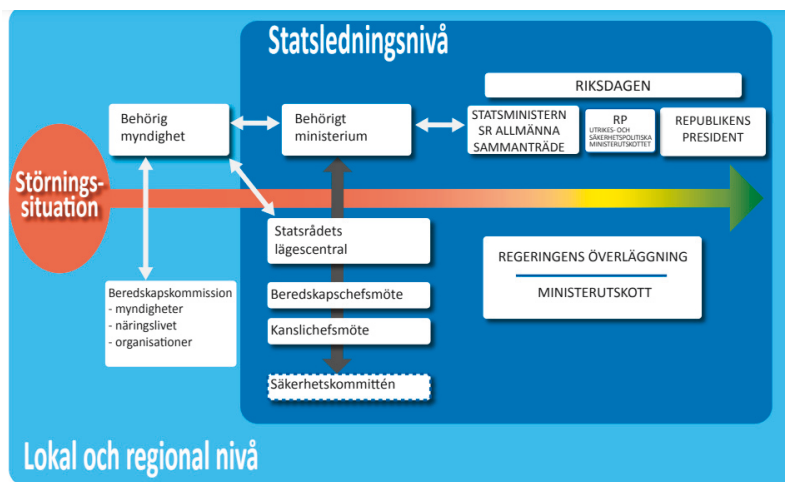 Statsledningsnivå
RIKSDAGEN
Behörig
myndighet
Behörigt
ministerium
STATSMINISTERN
SR ALLMÄNNA
SAMMANTRÄDE
RP
UTRIKES- OCH
SÄKERHETSPOLITISKA
MINISTERUTSKOTTET
REPUBLIKENS
PRESIDENT
Störnings-
situation
Statsrådets
lägescentral
REGERINGENS ÖVERLÄGGNING
MINISTERUTSKOTT
Beredskapskommission
- myndigheter
- näringslivet
- organisationer
Beredskapschefsmöte
Kanslichefsmöte
Säkerhetskommittén
Lokal och regional nivå